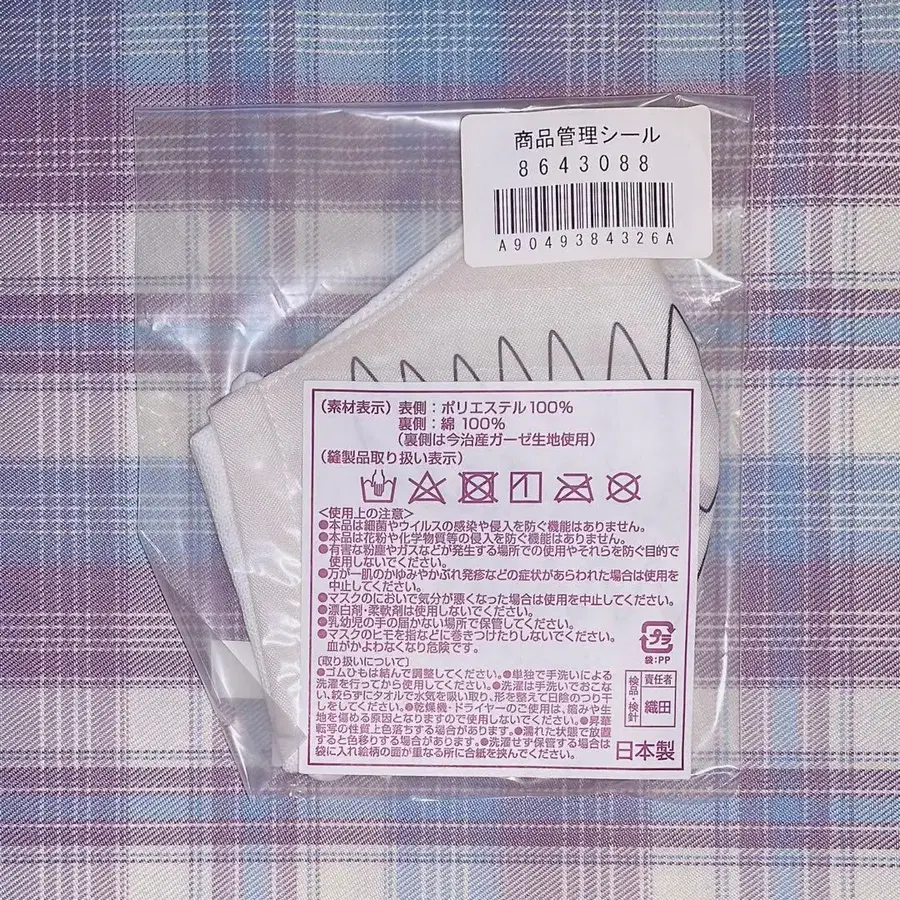 商品管理シール
8643088
A90493384326A
(素材表示) 表側：ポリエステル100%
裏側：綿 100%
(裏側は今治産ガーゼ生地使用)
(縫製品取り扱い表示)
＜使用上の注意＞
●本品は細菌やウイルスの感染や侵入を防ぐ機能はありません。
●本品は花粉や化学物質等の侵入を防ぐ機能はありません。
●有害な粉塵やガスなどが発生する場所での使用やそれらを防ぐ目的で
使用しないでください。
●万が一肌のかゆみやかぶれ発疹などの症状があらわれた場合は使用を
中止してください。
●マスクのにおいで気分が悪くなった場合は使用を中止してください。
●漂白剤・柔軟剤は使用しないでください。
●乳幼児の手の届かない場所で保管してください。
●マスクのヒモを指などに巻きつけたりしないでください。
血がかよわなくなり危険です。
〔取り扱いについて〕
●ゴムひもは結んで調整してください。●単独で手洗いによる
洗濯を行ってから使用してください。●洗濯は手洗いでおこな
い、絞らずにタオルで水気を吸い取り、形を整えて日陰のつり干
しをしてください。●乾燥機・ドライヤーのご使用は、縮みや生
地を傷める原因となりますので使用しないでください。●昇華
転写の性質上色落ちする場合があります。●濡れた状態で放置
すると色移りする場合があります。●洗濯せず保管する場合は
袋に入れ絵柄の面が重なる所に合紙を挟んでください。
プラ
袋:PP
検品・検針
責任者
織田
日本製